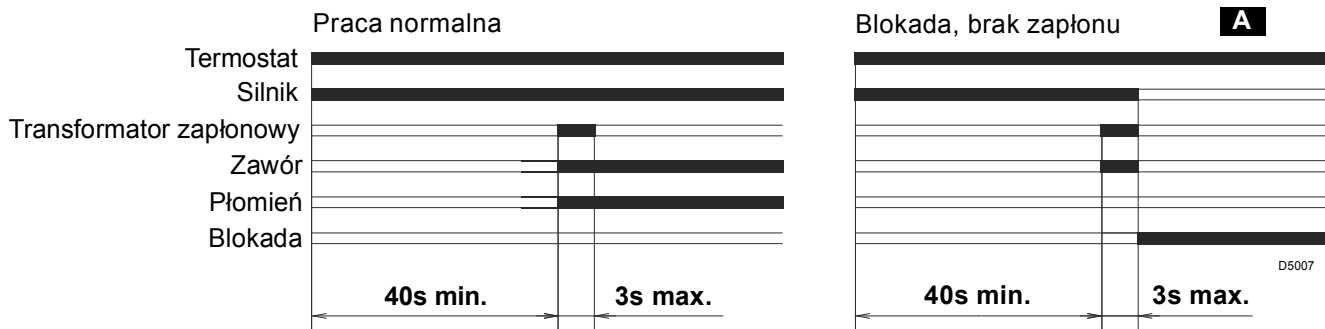 Praca normalna
Blokada, brak zapłonu
A
Termostat
Silnik
Transformator zapłonowy
Zawór
Płomień
Blokada
D5007
40s min.
3s max.
40s min.
3s max.